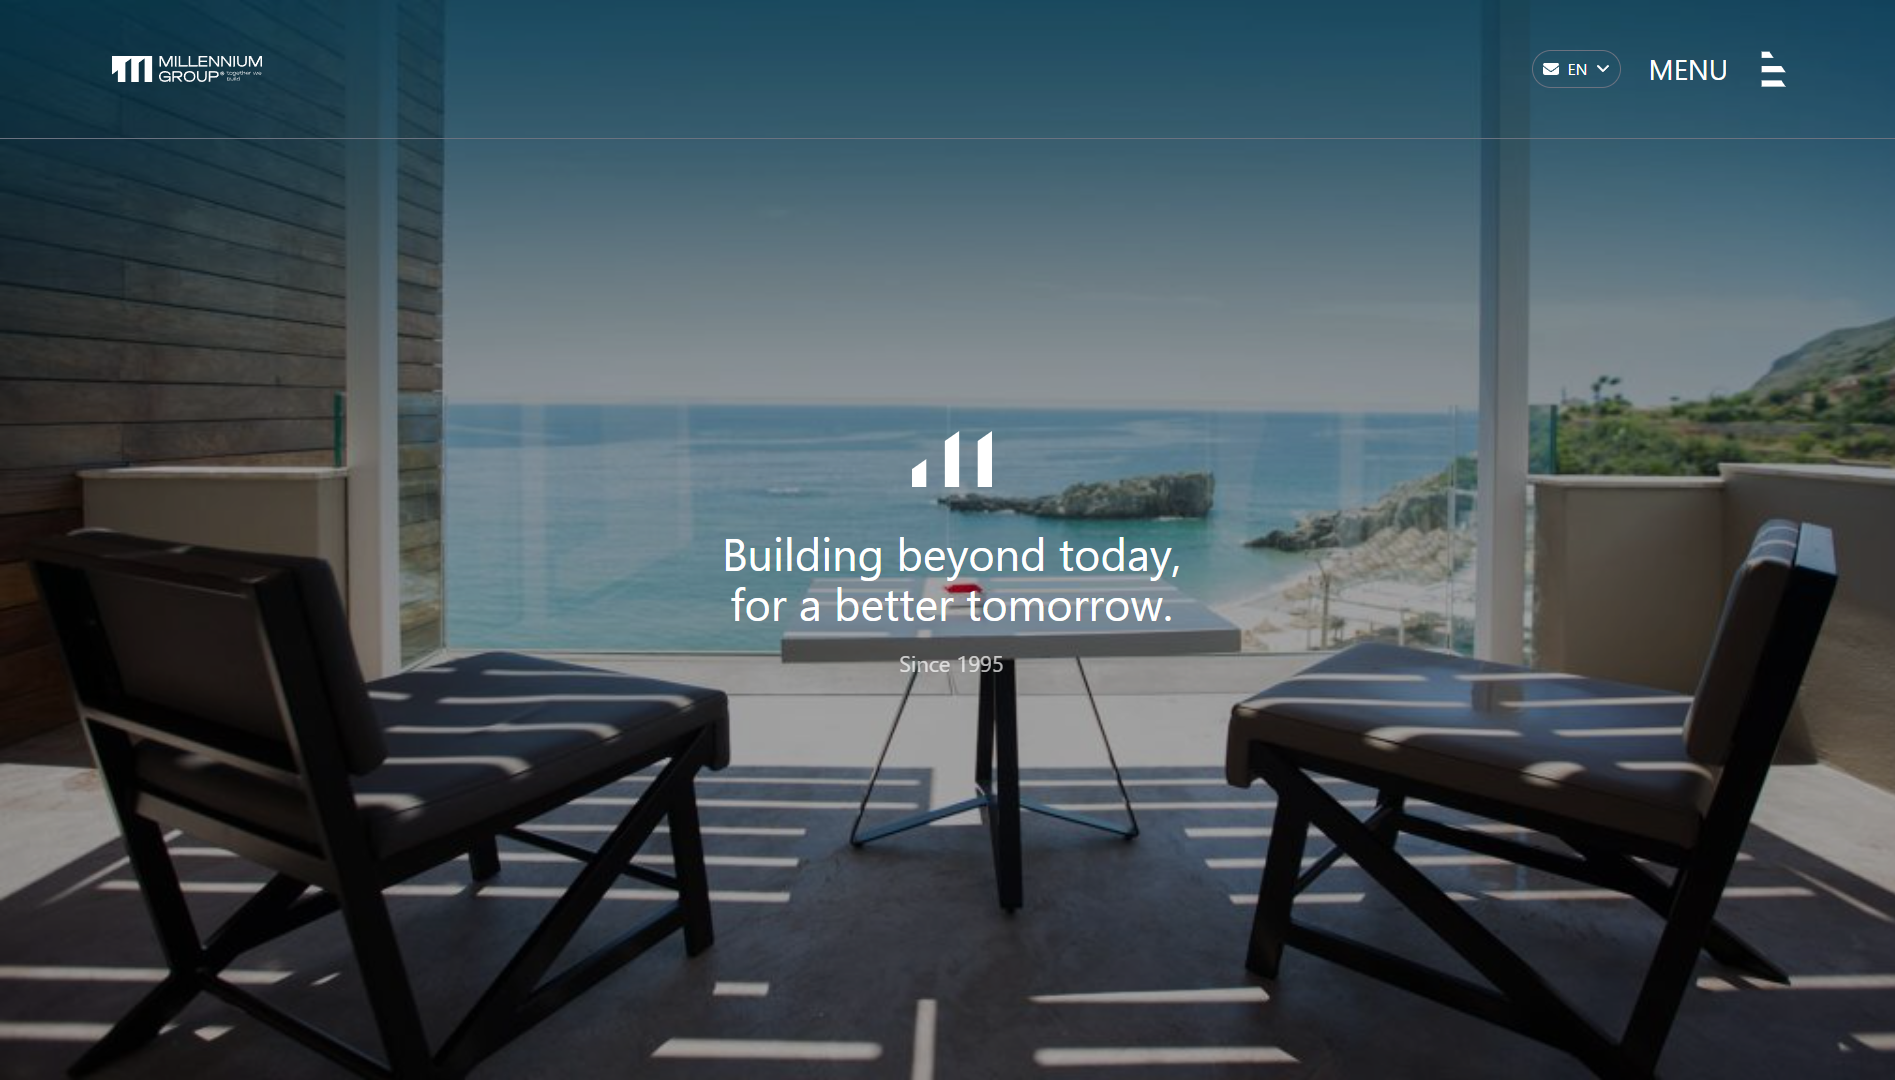 MILLENNIUM
GROUP® together we
build
EN
MENU
Building beyond today,
for a better tomorrow.
Since 1995